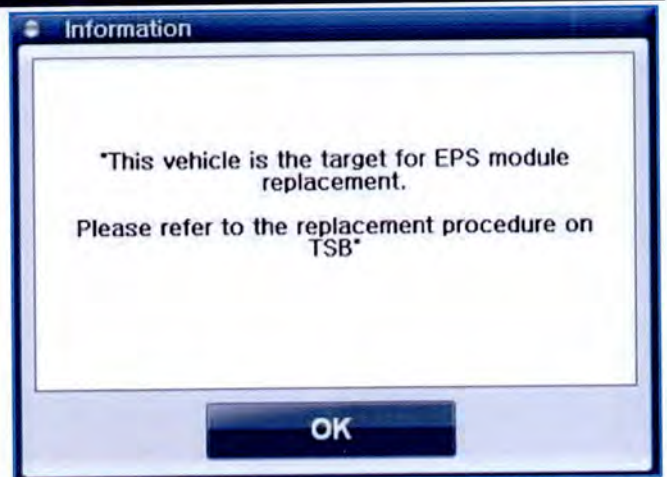 Information
"This vehicle is the target for EPS module
replacement.
Please refer to the replacement procedure on
TSB"
OK